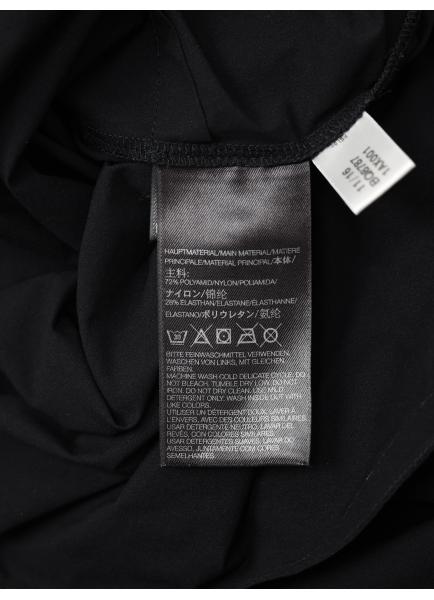 11/16
BQ6787
1AX001
HAUPTMATERIAL/MAIN MATERIAL/MATIÈRE
PRINCIPALE/MATERIAL PRINCIPAL/本体/
主料:
72% POLYAMID/NYLON/POLIAMIDA/
ナイロン/锦纶
28% ELASTHAN/ELASTANE/ELASTHANNE/
ELASTANO/ポリウレタン/氨纶
30
BITTE FEINWASCHMITTEL VERWENDEN.
WASCHEN VON LINKS, MIT GLEICHEN
FARBEN.
MACHINE WASH COLD DELICATE CYCLE. DO
NOT BLEACH. TUMBLE DRY LOW. DO NOT
IRON. DO NOT DRYCLEAN. USE MILD
DETERGENT ONLY. WASH INSIDE OUT WITH
LIKE COLORS.
UTILISER UN DÉTERGENT DOUX, LAVER À
L'ENVERS AVEC DES COULEURS SIMILAIRES.
USAR DETERGENTE NEUTRO, LAVAR DEL
REVÉS, CON COLORES SIMILARES.
USAR DETERGENTES SUAVES, LAVAR DO
AVESSO, JUNTAMENTE COM CORES
SEMELHANTES.